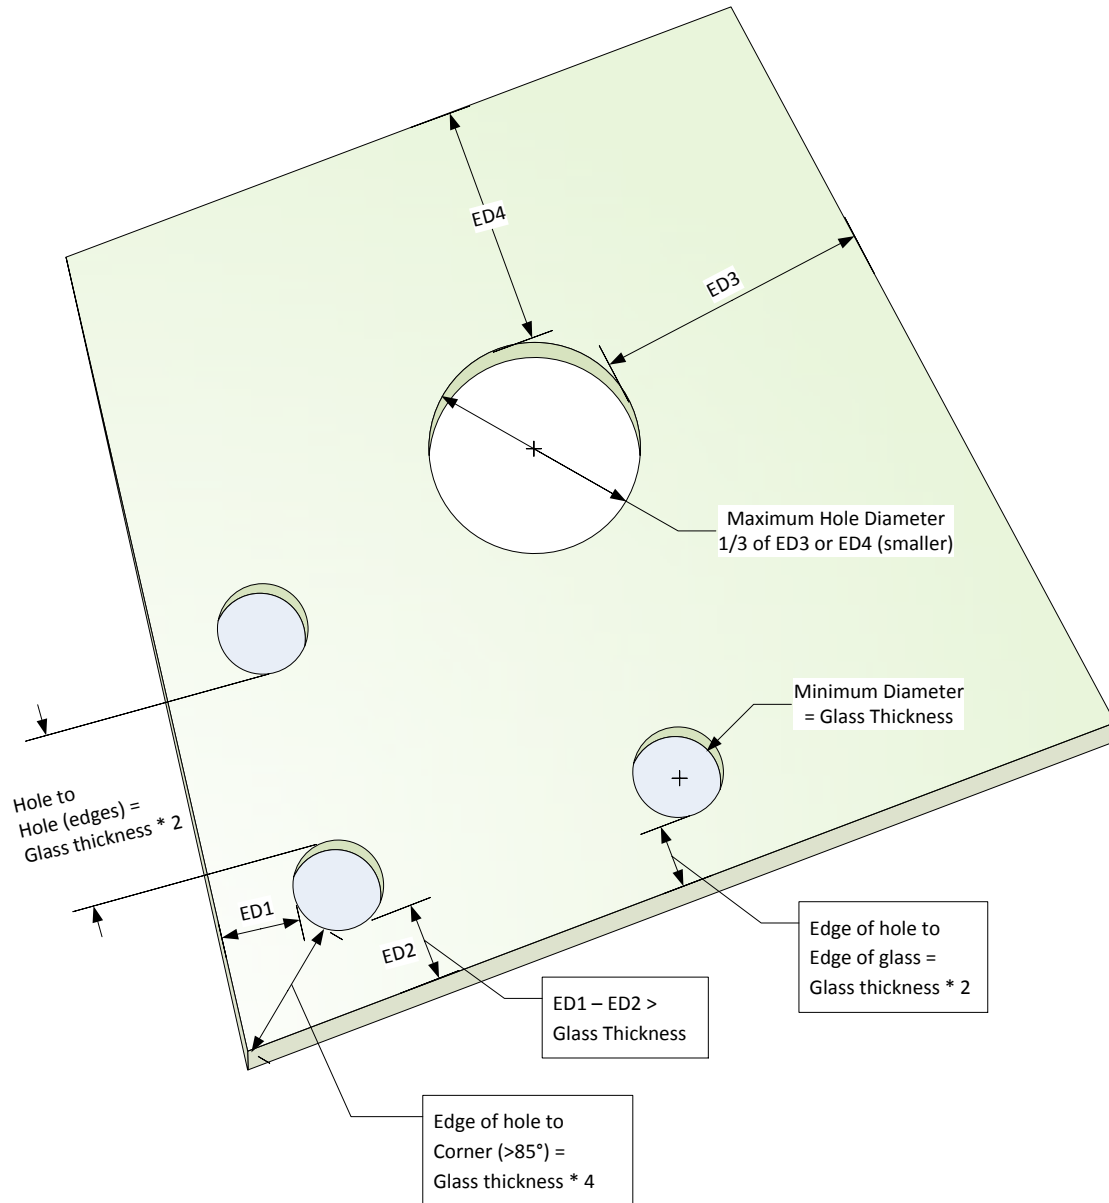 ED4
ED3
Maximum Hole Diameter
1/3 of ED3 or ED4 (smaller)
Minimum Diameter
= Glass Thickness
Hole to
Hole (edges) =
Glass thickness * 2
ED1
ED2
Edge of hole to
Edge of glass =
Glass thickness * 2
ED1 – ED2 >
Glass Thickness
Edge of hole to
Corner (>85°) =
Glass thickness * 4